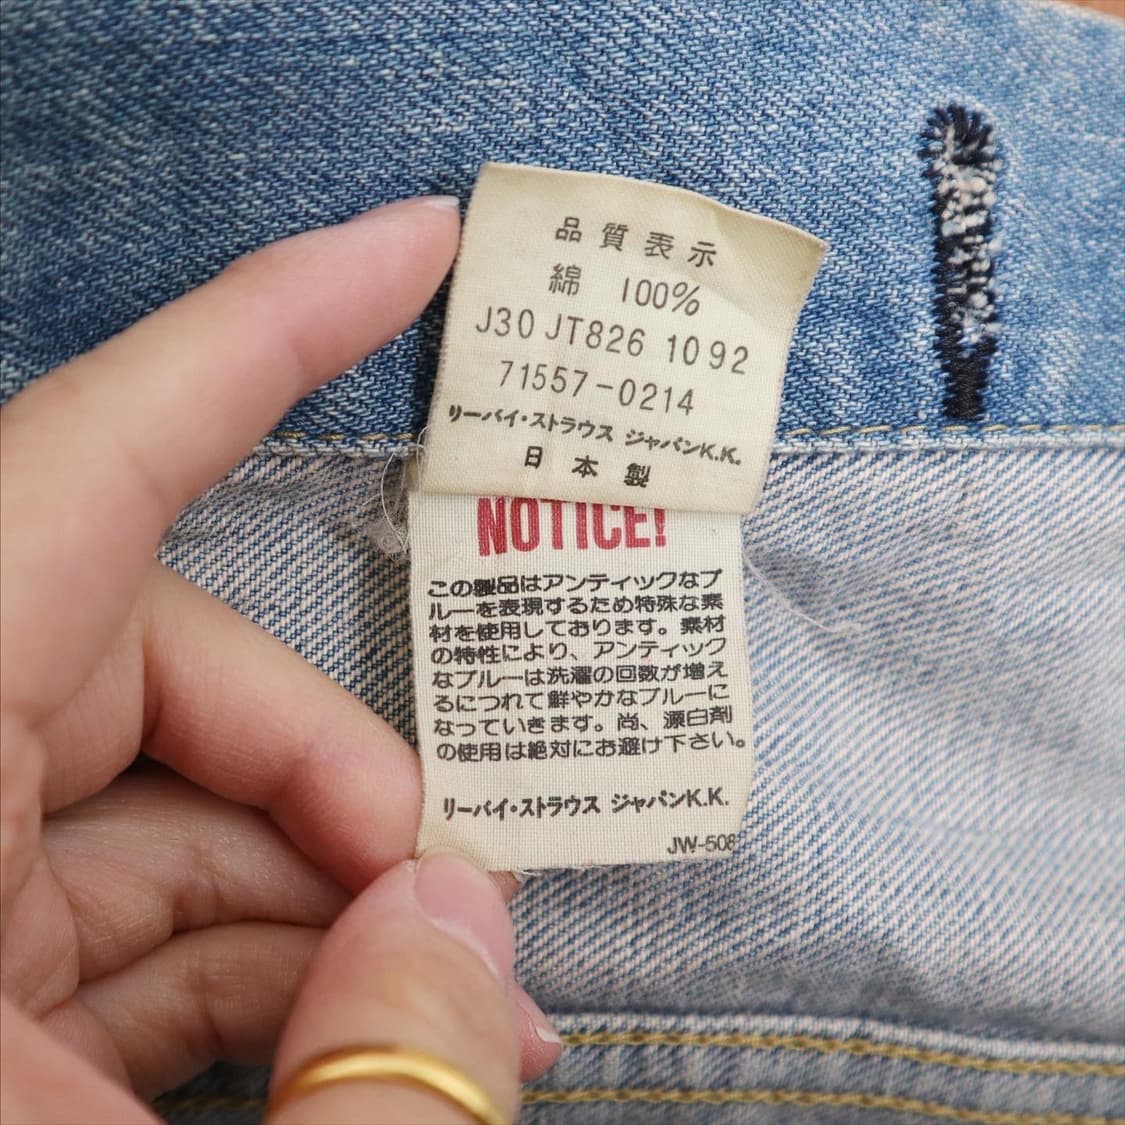 品質表示
綿 100%
J30 JT826 1092
71557-0214
リーバイ・ストラウス ジャパンK.K.
日本製
NOTICE!
この製品はアンティックなブ
ルーを表現するため特殊な素
材を使用しております。素材
の特性により、アンティック
なブルーは洗濯の回数が増え
るにつれて鮮やかなブルーに
なっていきます。尚、漂白剤
の使用は絶対にお避け下さい。
リーバイ・ストラウス ジャパンK.K.
JW-508